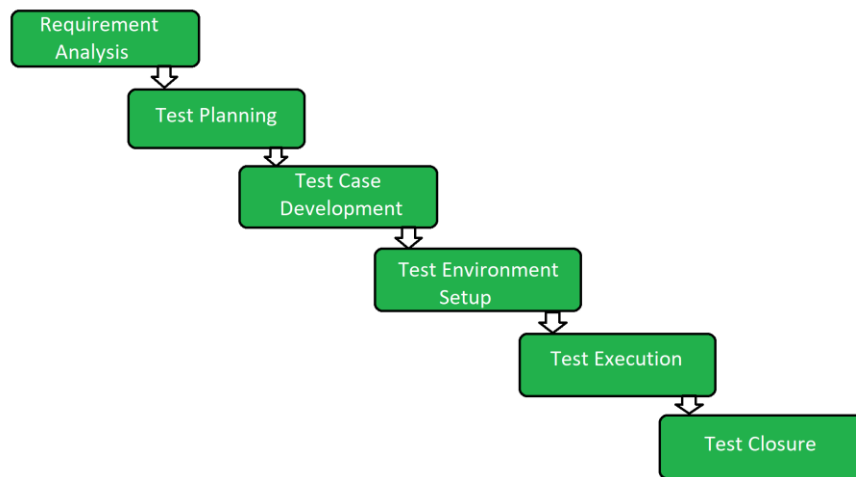 Requirement
Analysis
Test Planning
Test Case
Development
Test Environment
Setup
Test Execution
Test Closure